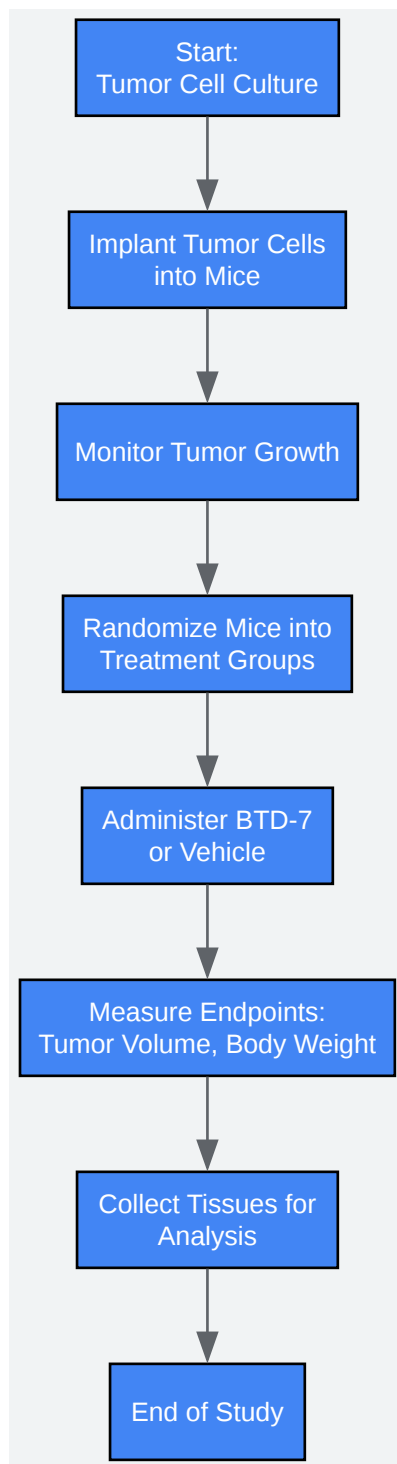 Start:
Tumor Cell Culture
Implant Tumor Cells
into Mice
Monitor Tumor Growth
Randomize Mice into
Treatment Groups
Administer BTD-7
or Vehicle
Measure Endpoints:
Tumor Volume, Body Weight
Collect Tissues for
Analysis
End of Study